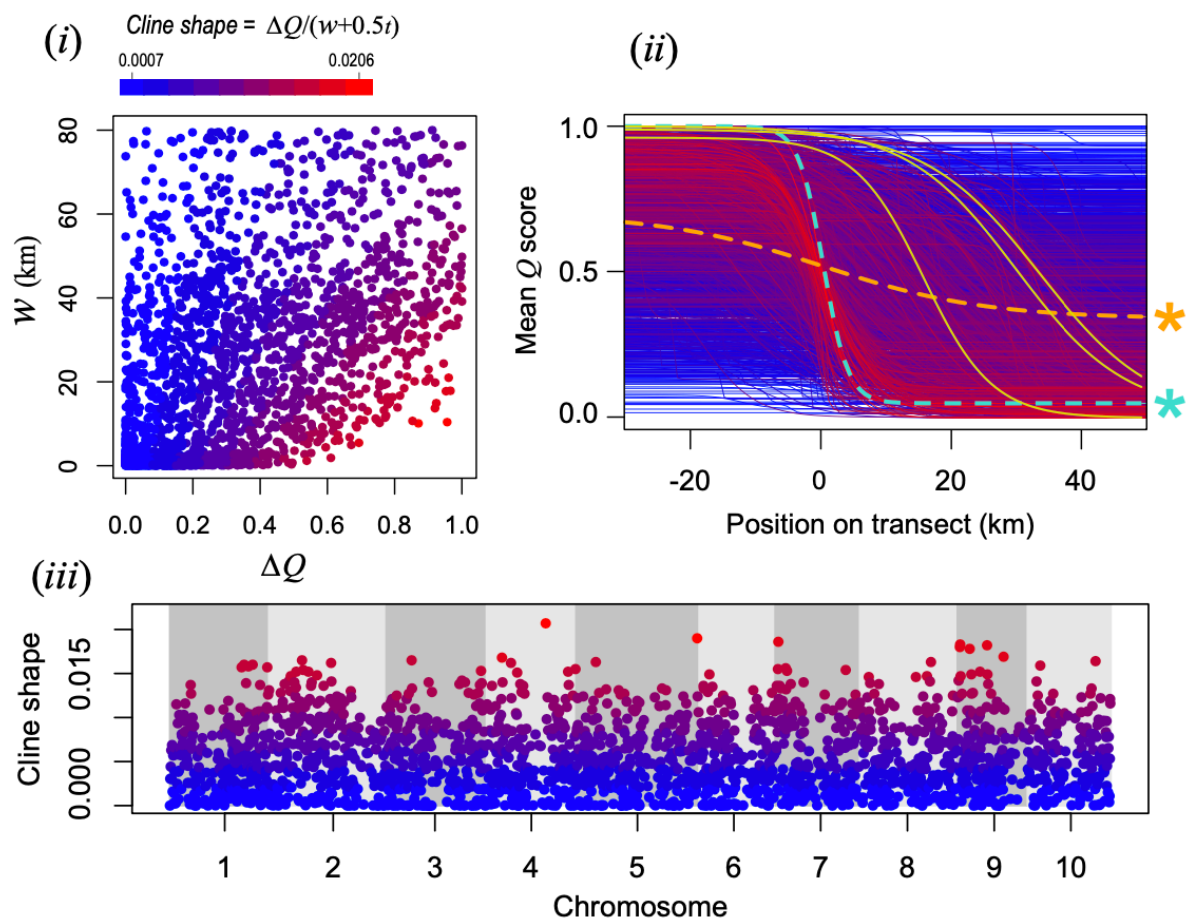 (i)
Cline shape = ΔQ/(w+0.5t)
0.0007 0.0206
w (km)
80
60
40
20
0
0.0 0.2 0.4 0.6 0.8 1.0
ΔQ
(ii)
Mean Q score
1.0
0.5
0.0
*
*
-20 0 20 40
Position on transect (km)
(iii)
Cline shape
0.015
0.000
1 2 3 4 5 6 7 8 9 10
Chromosome